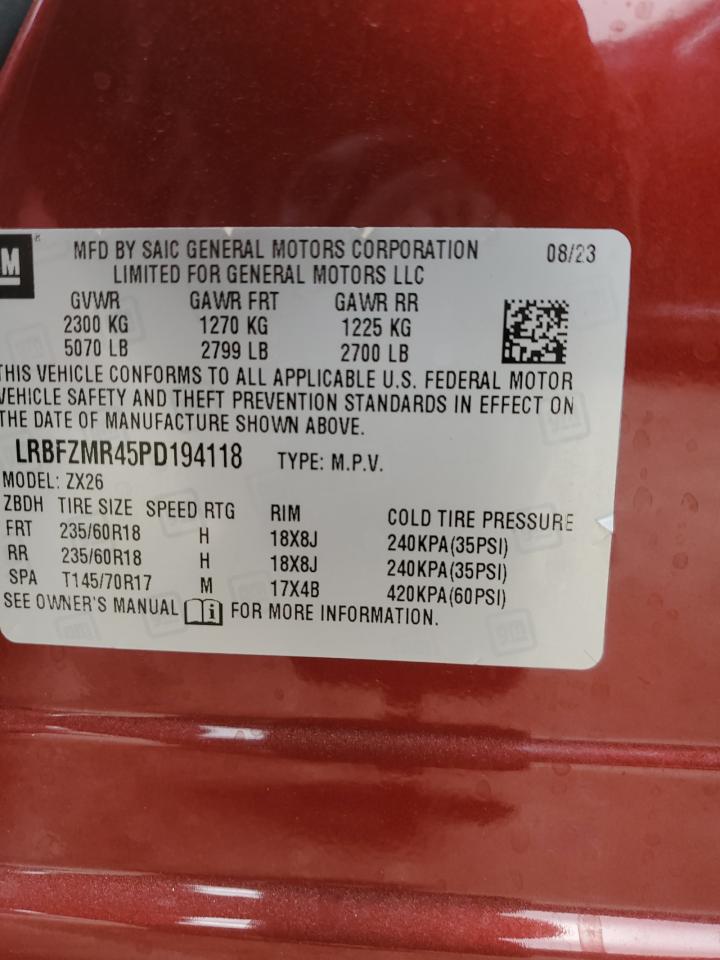 M ®
MFD BY SAIC GENERAL MOTORS CORPORATION 08/23
LIMITED FOR GENERAL MOTORS LLC
GVWR GAWR FRT GAWR RR
2300 KG 1270 KG 1225 KG
5070 LB 2799 LB 2700 LB
THIS VEHICLE CONFORMS TO ALL APPLICABLE U.S. FEDERAL MOTOR
VEHICLE SAFETY AND THEFT PREVENTION STANDARDS IN EFFECT ON
THE DATE OF MANUFACTURE SHOWN ABOVE.
LRBFZMR45PD194118 TYPE: M.P.V.
MODEL: ZX26
ZBDH TIRE SIZE SPEED RTG RIM COLD TIRE PRESSURE
FRT 235/60R18 H 18X8J 240KPA(35PSI)
RR 235/60R18 H 18X8J 240KPA(35PSI)
SPA T145/70R17 M 17X4B 420KPA(60PSI)
SEE OWNER'S MANUAL i FOR MORE INFORMATION.